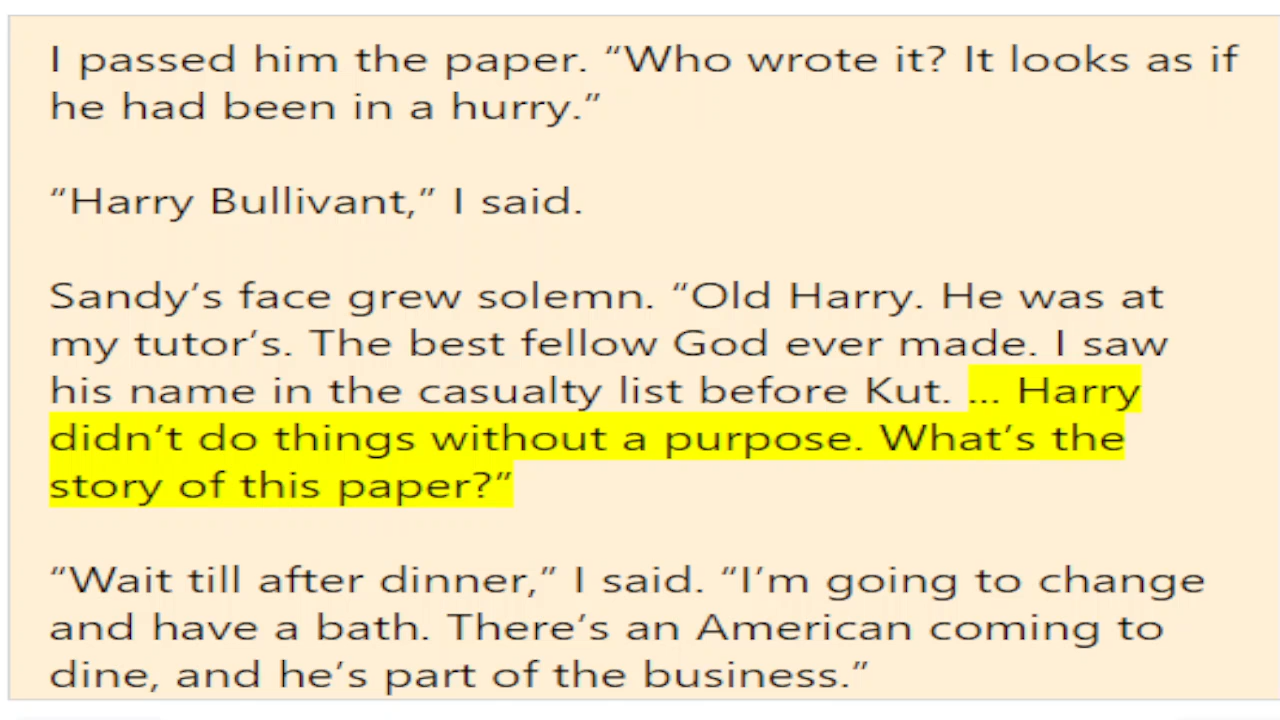 I passed him the paper. “Who wrote it? It looks as if
he had been in a hurry.”
“Harry Bullivant,” I said.
Sandy’s face grew solemn. “Old Harry. He was at
my tutor’s. The best fellow God ever made. I saw
his name in the casualty list before Kut. ... Harry
didn’t do things without a purpose. What’s the
story of this paper?”
“Wait till after dinner,” I said. “I’m going to change
and have a bath. There’s an American coming to
dine, and he’s part of the business.”